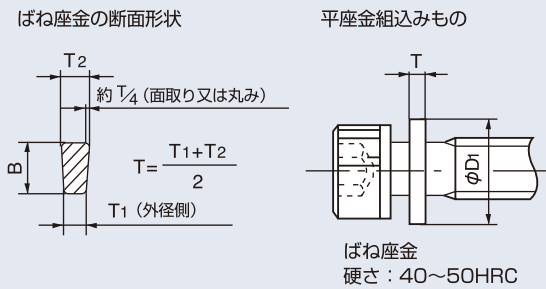 ばね座金の断面形状
T2
約 T/4 (面取り又は丸み)
B
T= T1+T2 / 2
T1 (外径側)
平座金組込みもの
T
φD1
ばね座金
硬さ：40～50HRC